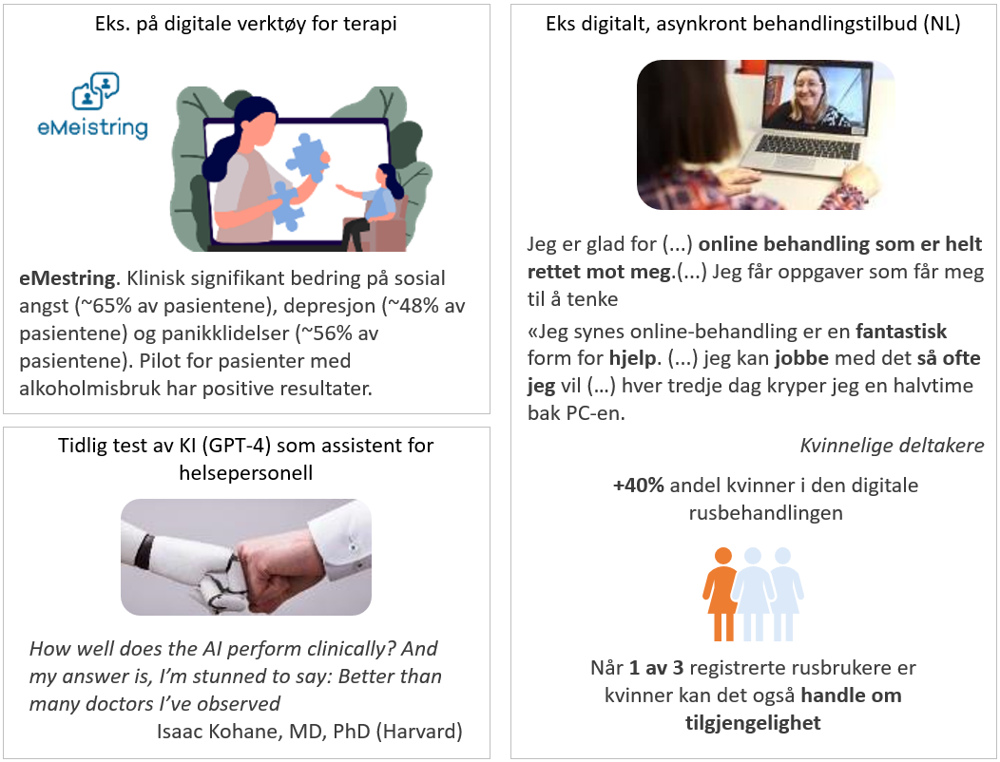 Eks. på digitale verktøy for terapi
eMeistring
eMestring. Klinisk signifikant bedring på sosial
angst (~65% av pasientene), depresjon (~48% av
pasientene) og panikklidelser (~56% av
pasientene). Pilot for pasienter med
alkoholmisbruk har positive resultater.
Tidlig test av KI (GPT-4) som assistent for
helsepersonell
How well does the AI perform clinically? And
my answer is, I’m stunned to say: Better than
many doctors I’ve observed
Isaac Kohane, MD, PhD (Harvard)
Eks digitalt, asynkront behandlingstilbud (NL)
Jeg er glad for (...) online behandling som er helt
rettet mot meg.(...) Jeg får oppgaver som får meg
til å tenke
«Jeg synes online-behandling er en fantastisk
form for hjelp. (...) jeg kan jobbe med det så ofte
jeg vil (…) hver tredje dag kryper jeg en halvtime
bak PC-en.
Kvinnelige deltakere
+40% andel kvinner i den digitale
rusbehandlingen
Når 1 av 3 registrerte rusbrukere er
kvinner kan det også handle om
tilgjengelighet